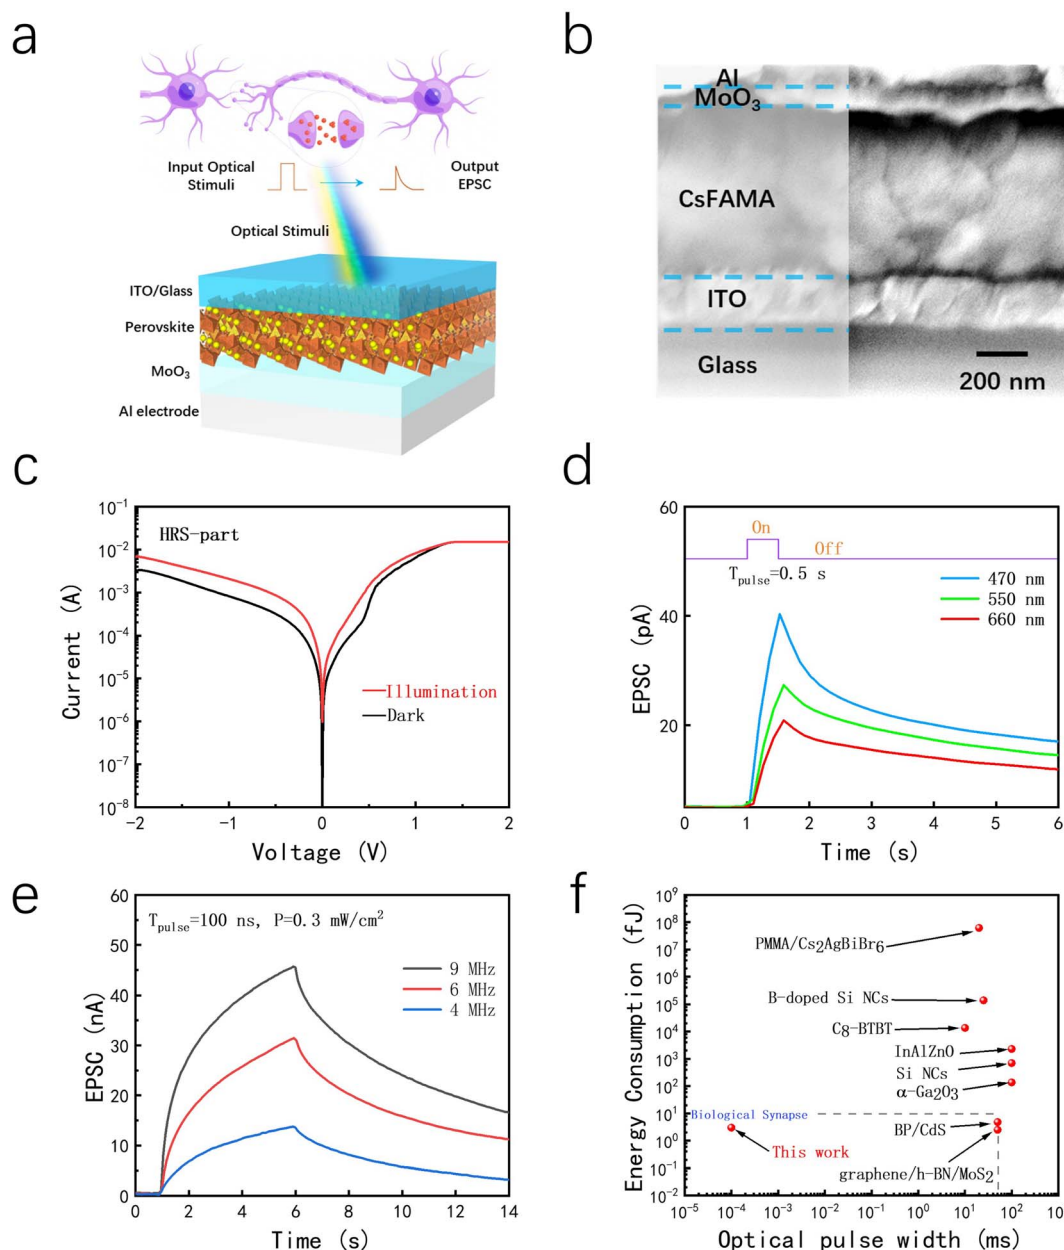 a
Input Optical
Stimuli
Output
EPSC
Optical Stimuli
ITO/Glass
Perovskite
MoO₃
Al electrode
b
Al
MoO₃
CsFAMA
ITO
Glass
200 nm
c
HRS-part
Current (A)
10⁻¹
10⁻²
10⁻³
10⁻⁴
10⁻⁵
10⁻⁶
10⁻⁷
10⁻⁸
Illumination
Dark
−2 −1 0 1 2
Voltage (V)
d
60
40
20
EPSC (pA)
On
Off
Tpulse=0.5 s
470 nm
550 nm
660 nm
0 1 2 3 4 5 6
Time (s)
e
Tpulse=100 ns, P=0.3 mW/cm²
EPSC (nA)
60
50
40
30
20
10
0
9 MHz
6 MHz
4 MHz
0 2 4 6 8 10 12 14
Time (s)
f
Energy Consumption (fJ)
10⁹
10⁸
10⁷
10⁶
10⁵
10⁴
10³
10²
10¹
10⁰
10⁻¹
10⁻²
PMMA/Cs₂AgBiBr₆
B-doped Si NCs
C₈-BTBT
InAlZnO
Si NCs
α-Ga₂O₃
Biological Synapse
BP/CdS
This work
graphene/h-BN/MoS₂
10⁻⁵ 10⁻⁴ 10⁻³ 10⁻² 10⁻¹ 10⁰ 10¹ 10² 10
Optical pulse width (ms)